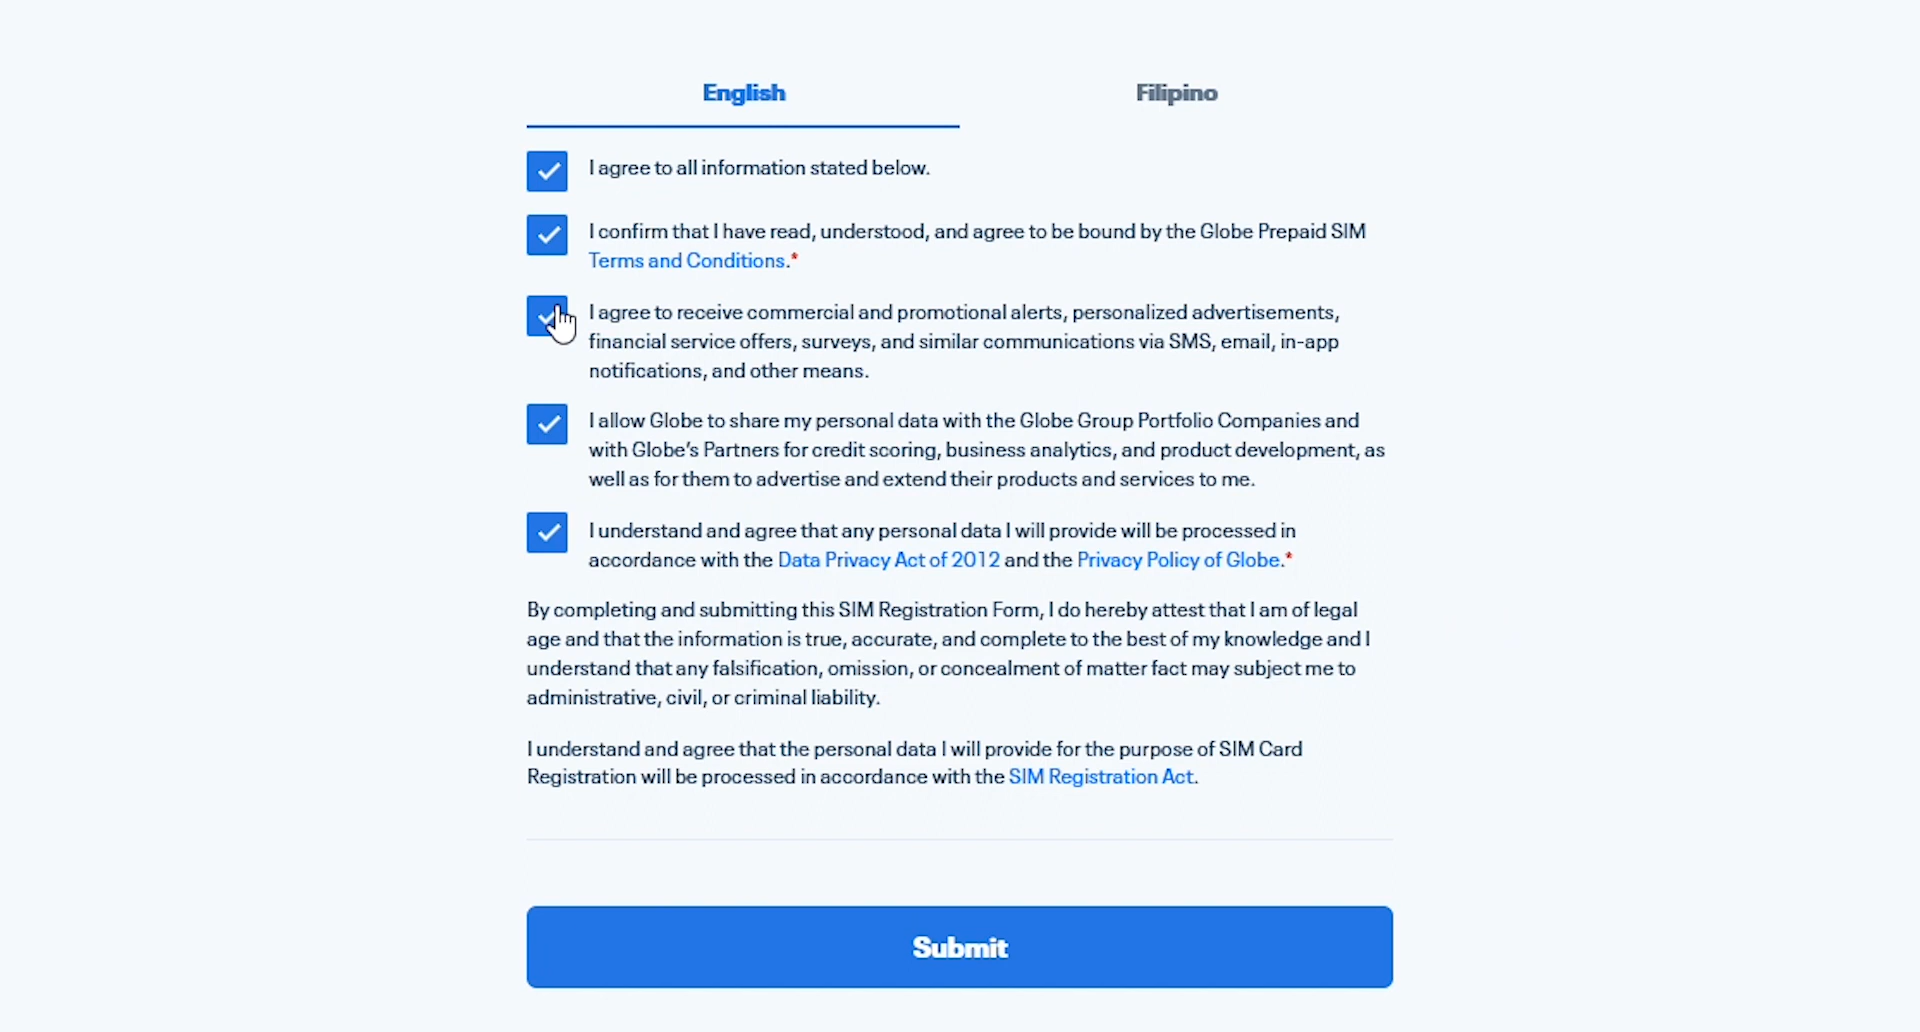 English
Filipino
I agree to all information stated below.
I confirm that I have read, understood, and agree to be bound by the Globe Prepaid SIM
Terms and Conditions.*
I agree to receive commercial and promotional alerts, personalized advertisements,
financial service offers, surveys, and similar communications via SMS, email, in-app
notifications, and other means.
I allow Globe to share my personal data with the Globe Group Portfolio Companies and
with Globe's Partners for credit scoring, business analytics, and product development, as
well as for them to advertise and extend their products and services to me.
I understand and agree that any personal data I will provide will be processed in
accordance with the Data Privacy Act of 2012 and the Privacy Policy of Globe.*
By completing and submitting this SIM Registration Form, I do hereby attest that I am of legal
age and that the information is true, accurate, and complete to the best of my knowledge and I
understand that any falsification, omission, or concealment of matter fact may subject me to
administrative, civil, or criminal liability.
I understand and agree that the personal data I will provide for the purpose of SIM Card
Registration will be processed in accordance with the SIM Registration Act.
Submit